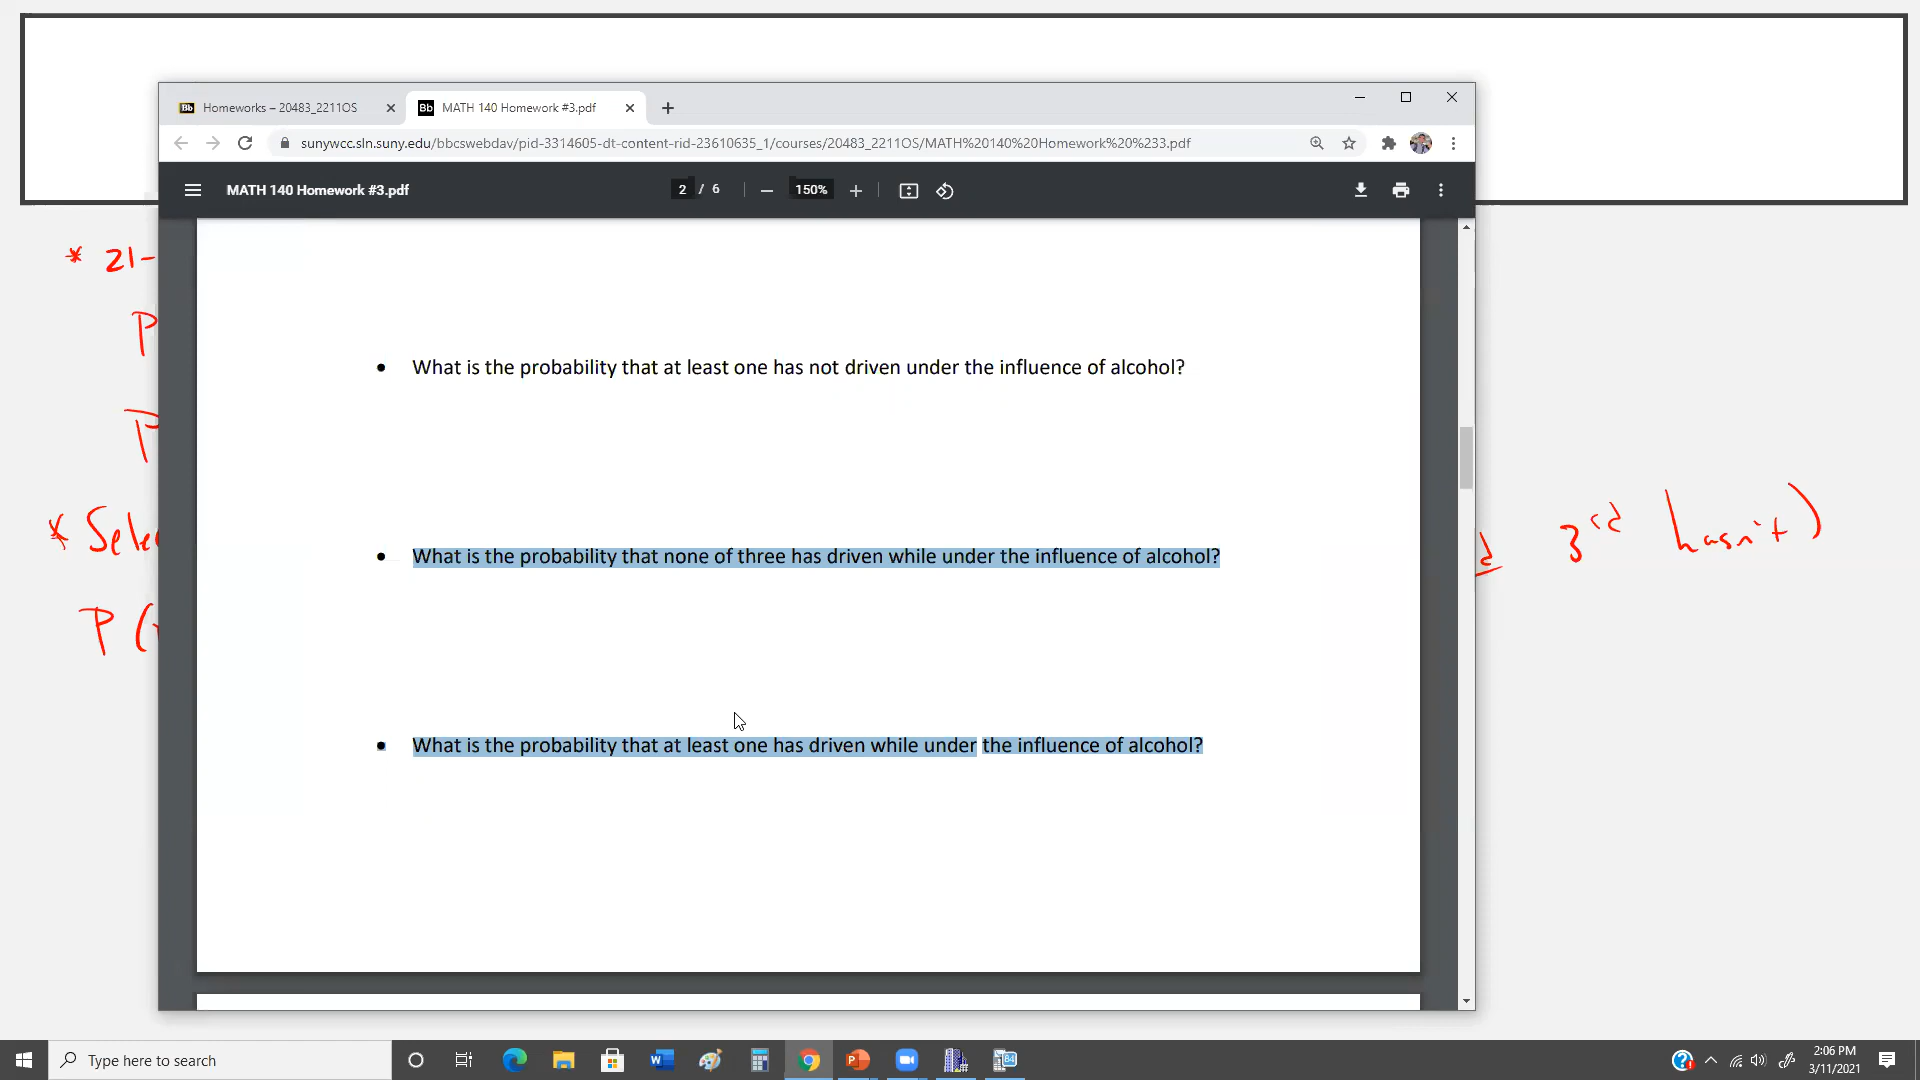 Homeworks – 20483_2211OS
MATH 140 Homework #3.pdf
sunywcc.sln.suny.edu/bbcswebdav/pid-3314605-dt-content-rid-23610635_1/courses/20483_2211OS/MATH%20140%20Homework%20%233.pdf
MATH 140 Homework #3.pdf
2 / 6
150%
* 21-
P
• What is the probability that at least one has not driven under the influence of alcohol?
P
* Selec
3rd hasn't)
• What is the probability that none of three has driven while under the influence of alcohol?
P (
• What is the probability that at least one has driven while under the influence of alcohol?
Type here to search
2:06 PM
3/11/2021